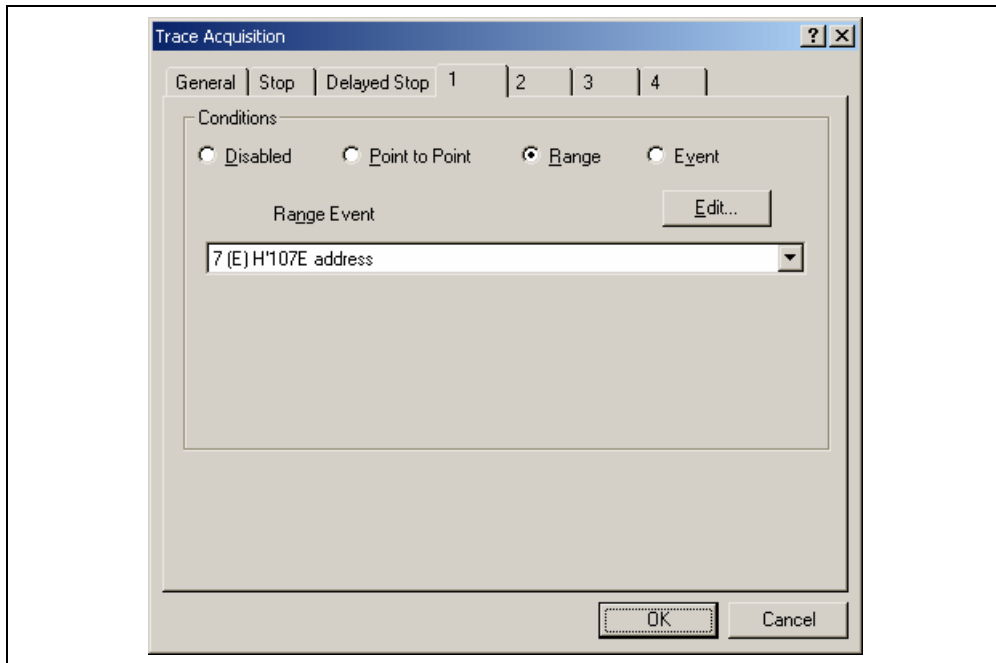 Trace Acquisition
General Stop Delayed Stop 1 2 3 4
Conditions
Disabled Point to Point Range Event
Range Event Edit...
7 (E) H'107E address
OK Cancel